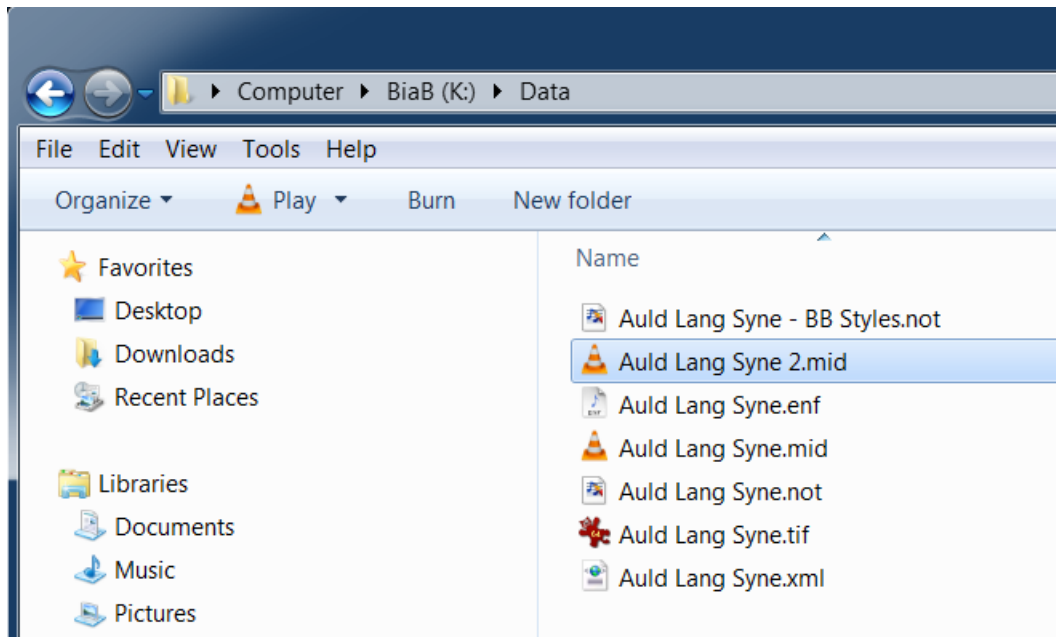 Computer BiaB (K:) Data
File Edit View Tools Help
Organize Play Burn New folder
Favorites
Desktop
Downloads
Recent Places
Libraries
Documents
Music
Pictures
Name
Auld Lang Syne - BB Styles.not
Auld Lang Syne 2.mid
Auld Lang Syne.enf
Auld Lang Syne.mid
Auld Lang Syne.not
Auld Lang Syne.tif
Auld Lang Syne.xml